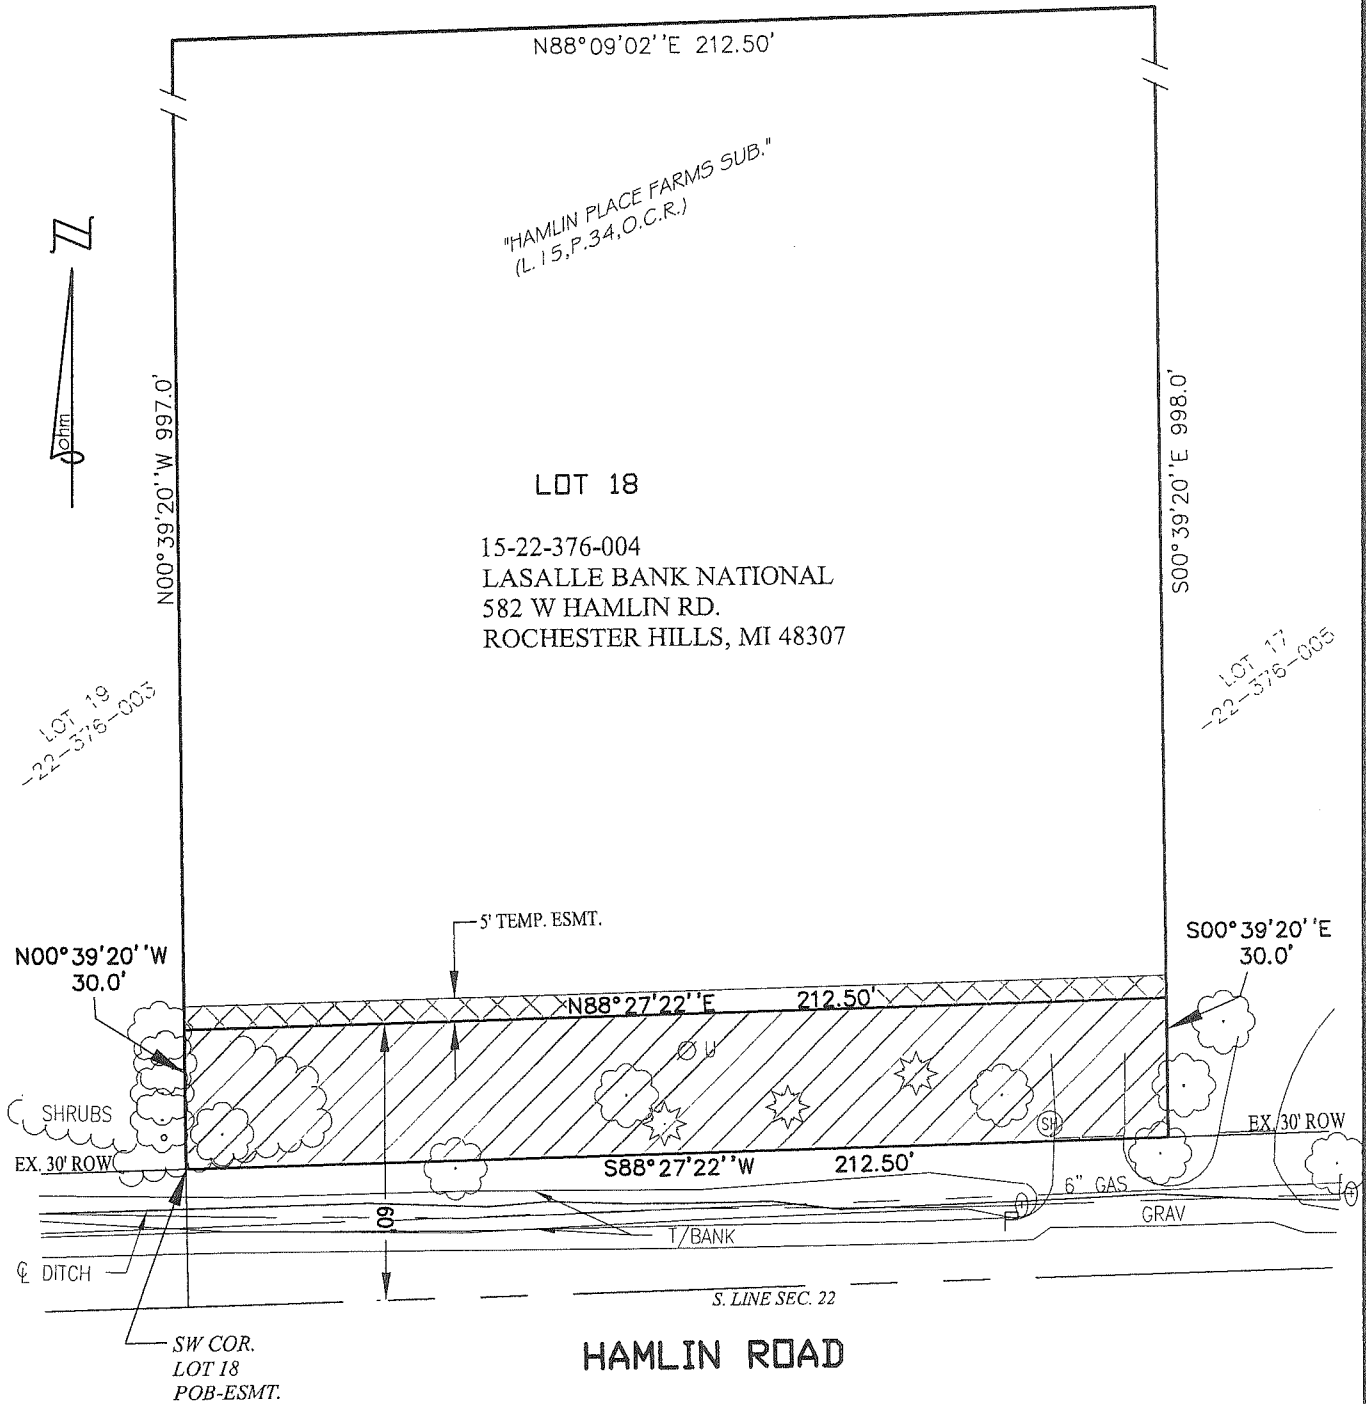 N88°09'02''E 212.50'
"HAMLIN PLACE FARMS SUB."
(L.15,P.34,O.C.R.)
N
ohm
N00°39'20''W 997.0'
S00°39'20''E 998.0'
LOT 18
15-22-376-004
LASALLE BANK NATIONAL
582 W HAMLIN RD.
ROCHESTER HILLS, MI 48307
LOT 19
-22-376-003
LOT 17
-22-376-005
5' TEMP. ESMT.
N00°39'20''W
30.0'
S00°39'20''E
30.0'
N88°27'22''E 212.50'
U
SHRUBS
SH
EX. 30' ROW
EX. 30' ROW
S88°27'22''W 212.50'
6" GAS
GRAV
60'
T/BANK
℄ DITCH
S. LINE SEC. 22
SW COR.
LOT 18
POB-ESMT.
HAMLIN ROAD